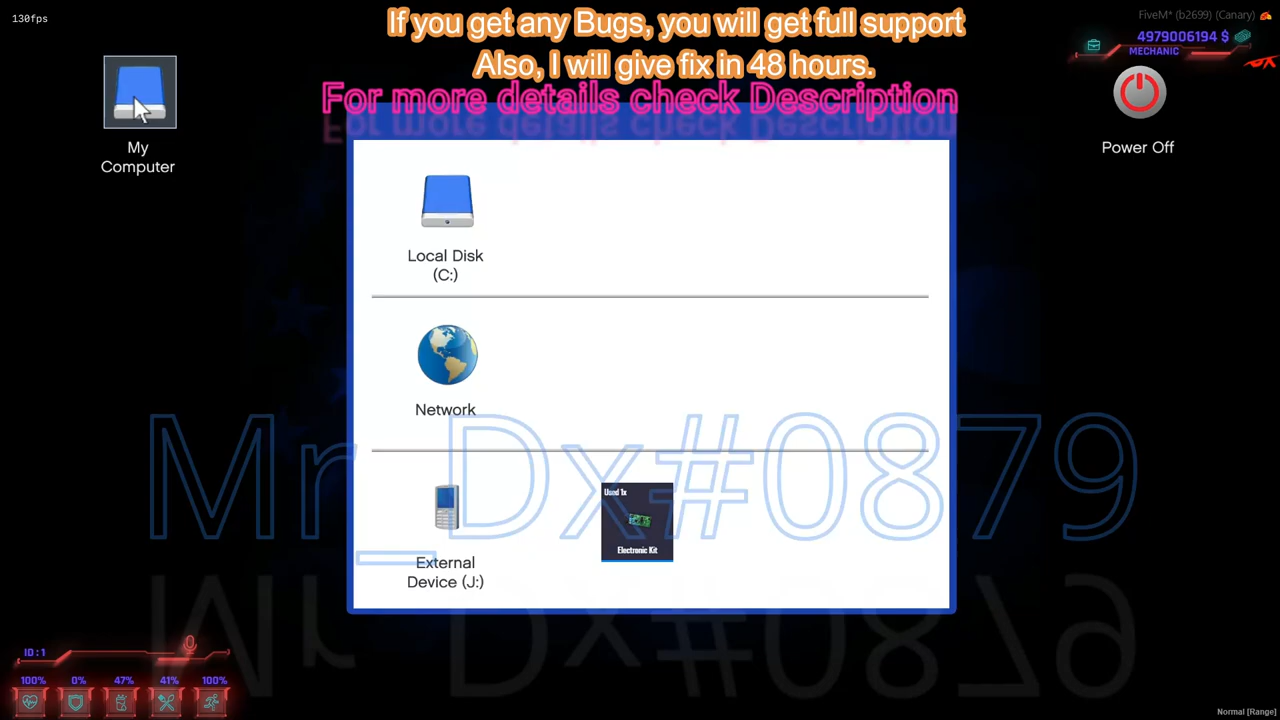 130fps
If you get any Bugs, you will get full support
Also, I will give fix in 48 hours.
For more details check Description
FiveM* (b2699) (Canary)
4979006194 $
MECHANIC
My
Computer
Power Off
Local Disk
(C:)
Network
Mr_Dx#0879
Used 1x
Electronic Kit
External
Device (J:)
ID : 1
100%
0%
47%
41%
100%
Normal [Range]